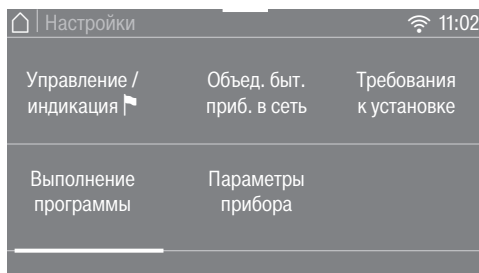 Настройки 11:02
Управление / индикация
Объед. быт. приб. в сеть
Требования к установке
Выполнение программы
Параметры прибора